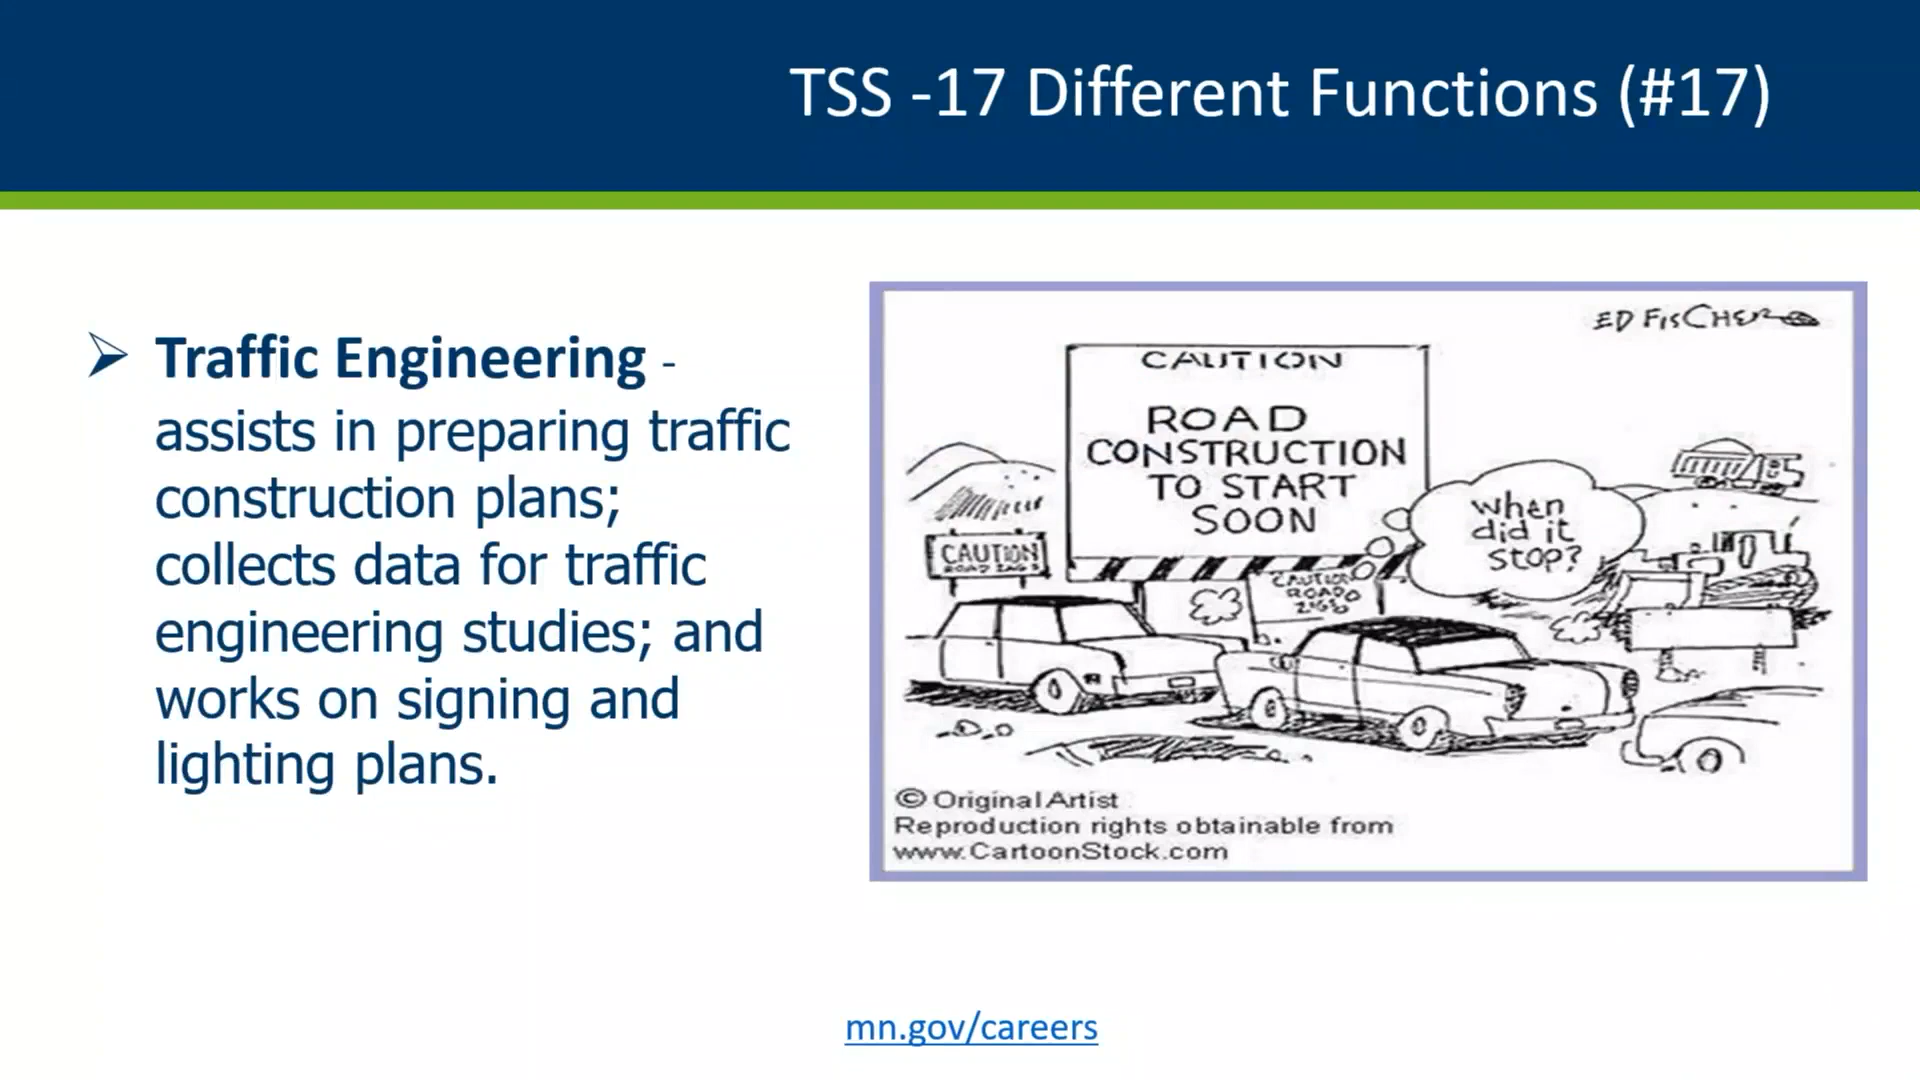 TSS -17 Different Functions (#17)
➢ Traffic Engineering -
assists in preparing traffic
construction plans;
collects data for traffic
engineering studies; and
works on signing and
lighting plans.
ED FISCHER
CAUTION
ROAD
CONSTRUCTION
TO START
SOON
When
did it
stop?
CAUTION
ROAD ZAGS
CAUTION
ROAD
ZIGS
© Original Artist
Reproduction rights obtainable from
www.CartoonStock.com
mn.gov/careers